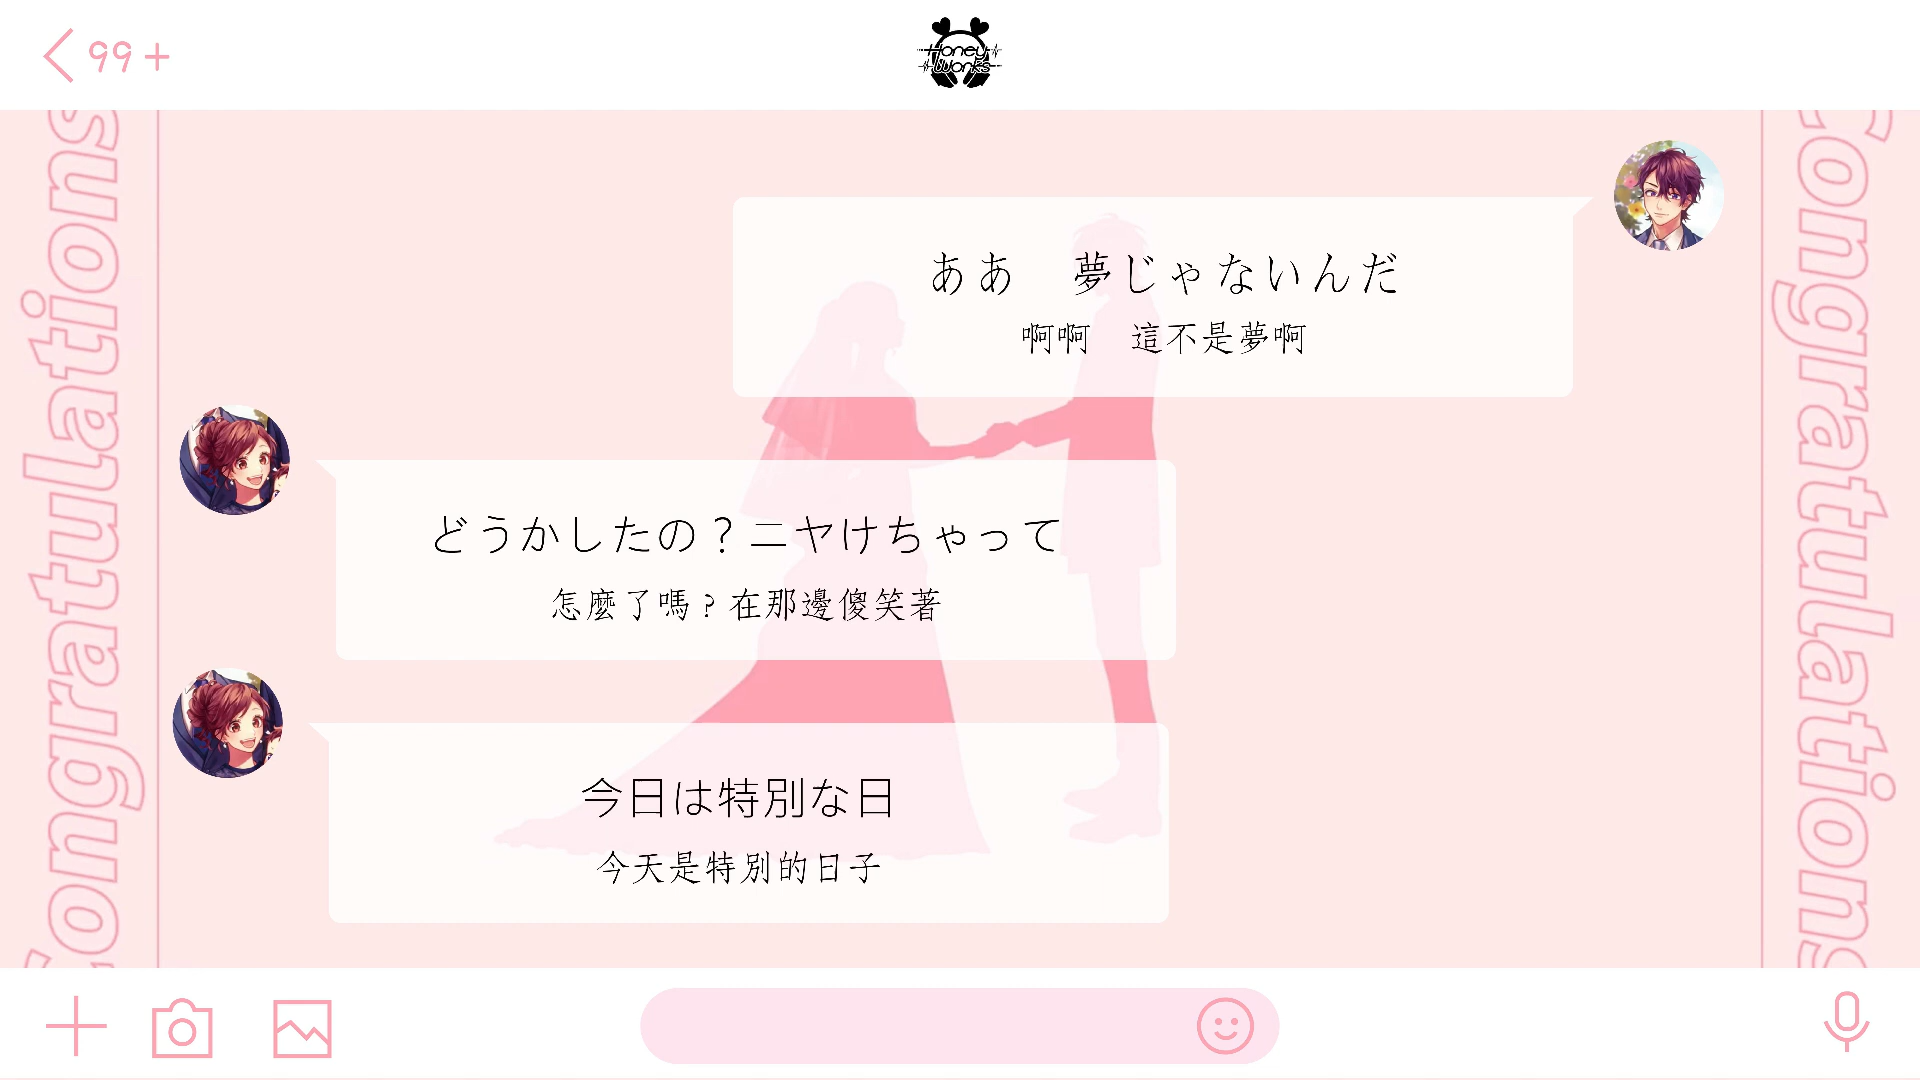 99+
Honey
Works
ああ　夢じゃないんだ
啊啊　這不是夢啊
どうかしたの？ニヤけちゃって
怎麼了嗎？在那邊傻笑著
今日は特別な日
今天是特別的日子
Congratulations
Congratulations